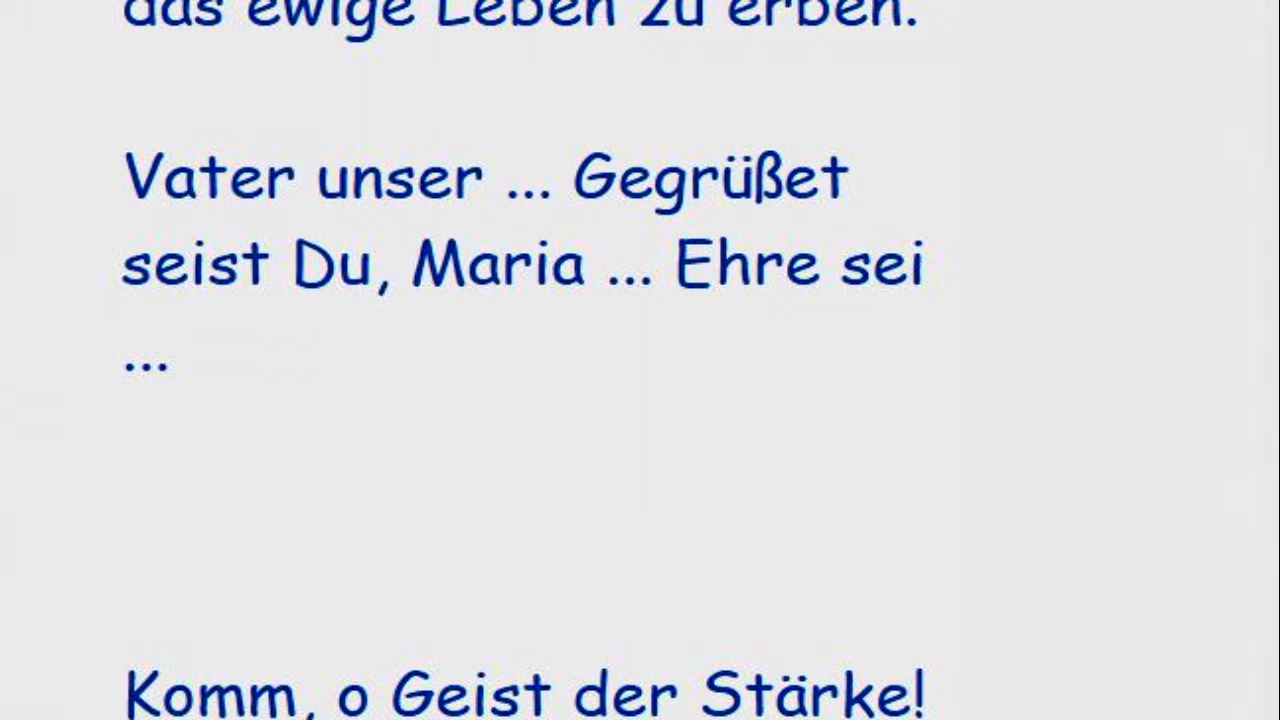 das ewige Leben zu erben.
Vater unser ... Gegrüßet
seist Du, Maria ... Ehre sei
...
Komm, o Geist der Stärke!